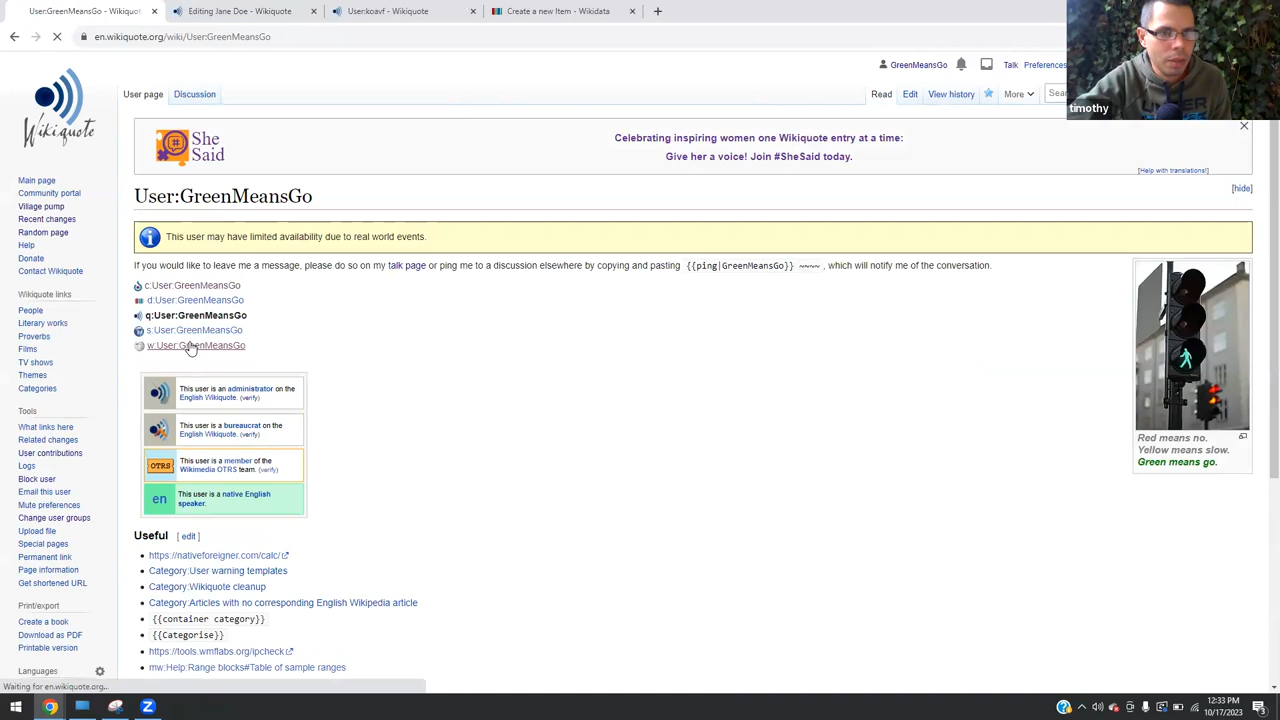 User:GreenMeansGo - Wikiquo
Editing Jane Doe - Wikiquote
User:koavf - Wikiquote
Create a new Item - Wikidata
en.wikiquote.org/wiki/User:GreenMeansGo
GreenMeansGo
Talk
Preferences
User page
Discussion
Read
Edit
View history
More
Sea
timothy
Wikiquote
She
Said
Celebrating inspiring women one Wikiquote entry at a time:
Give her a voice! Join #SheSaid today.
[Help with translations!]
User:GreenMeansGo
[hide]
This user may have limited availability due to real world events.
If you would like to leave me a message, please do so on my talk page or ping me to a discussion elsewhere by copying and pasting {{ping|GreenMeansGo}} ~~~~ , which will notify me of the conversation.
c:User:GreenMeansGo
d:User:GreenMeansGo
q:User:GreenMeansGo
s:User:GreenMeansGo
w:User:GreenMeansGo
This user is an administrator on the
English Wikiquote. (verify)
This user is a bureaucrat on the
English Wikiquote. (verify)
OTRS
This user is a member of the
Wikimedia OTRS team. (verify)
en
This user is a native English
speaker.
Red means no.
Yellow means slow.
Green means go.
Useful [ edit ]
https://nativeforeigner.com/calc/
Category:User warning templates
Category:Wikiquote cleanup
Category:Articles with no corresponding English Wikipedia article
{{container category}}
{{Categorise}}
https://tools.wmflabs.org/ipcheck
mw:Help:Range blocks#Table of sample ranges
Main page
Community portal
Village pump
Recent changes
Random page
Help
Donate
Contact Wikiquote
Wikiquote links
People
Literary works
Proverbs
Films
TV shows
Themes
Categories
Tools
What links here
Related changes
User contributions
Logs
Block user
Email this user
Mute preferences
Change user groups
Upload file
Special pages
Permanent link
Page information
Get shortened URL
Print/export
Create a book
Download as PDF
Printable version
Languages
Waiting for en.wikiquote.org...
12:33 PM
10/17/2023
3